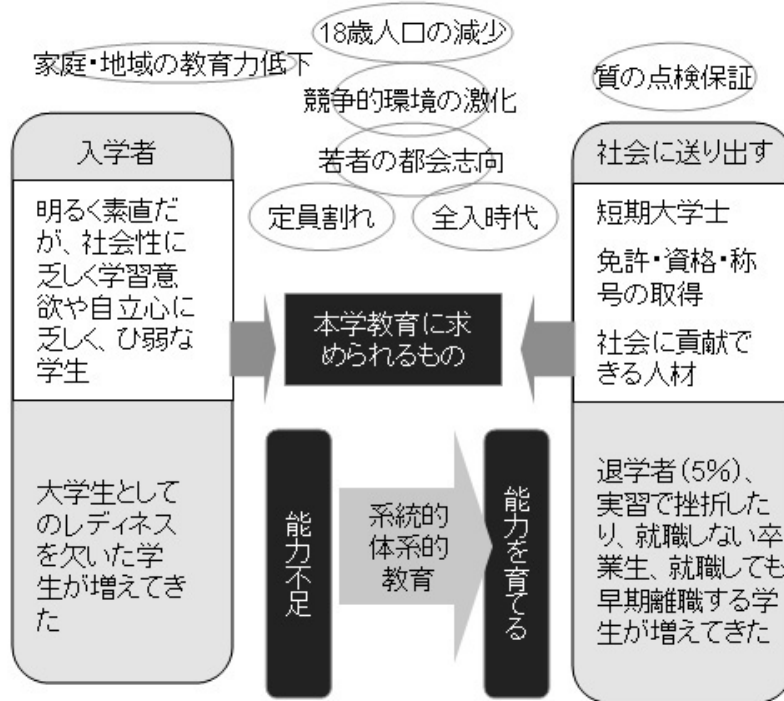 18歳人口の減少
家庭・地域の教育力低下
質の点検保証
競争的環境の激化
若者の都会志向
定員割れ
全入時代
入学者
明るく素直だ
が、社会性に
乏しく学習意
欲や自立心に
乏しく、ひ弱な
学生
大学生として
のレディネス
を欠いた学
生が増えてき
た
本学教育に求
められるもの
能力不足
系統的
体系的
教育
能力を育てる
社会に送り出す
短期大学士
免許・資格・称
号の取得
社会に貢献で
きる人材
退学者(5%)、
実習で挫折した
り、就職しない卒
業生、就職しても
早期離職する学
生が増えてきた